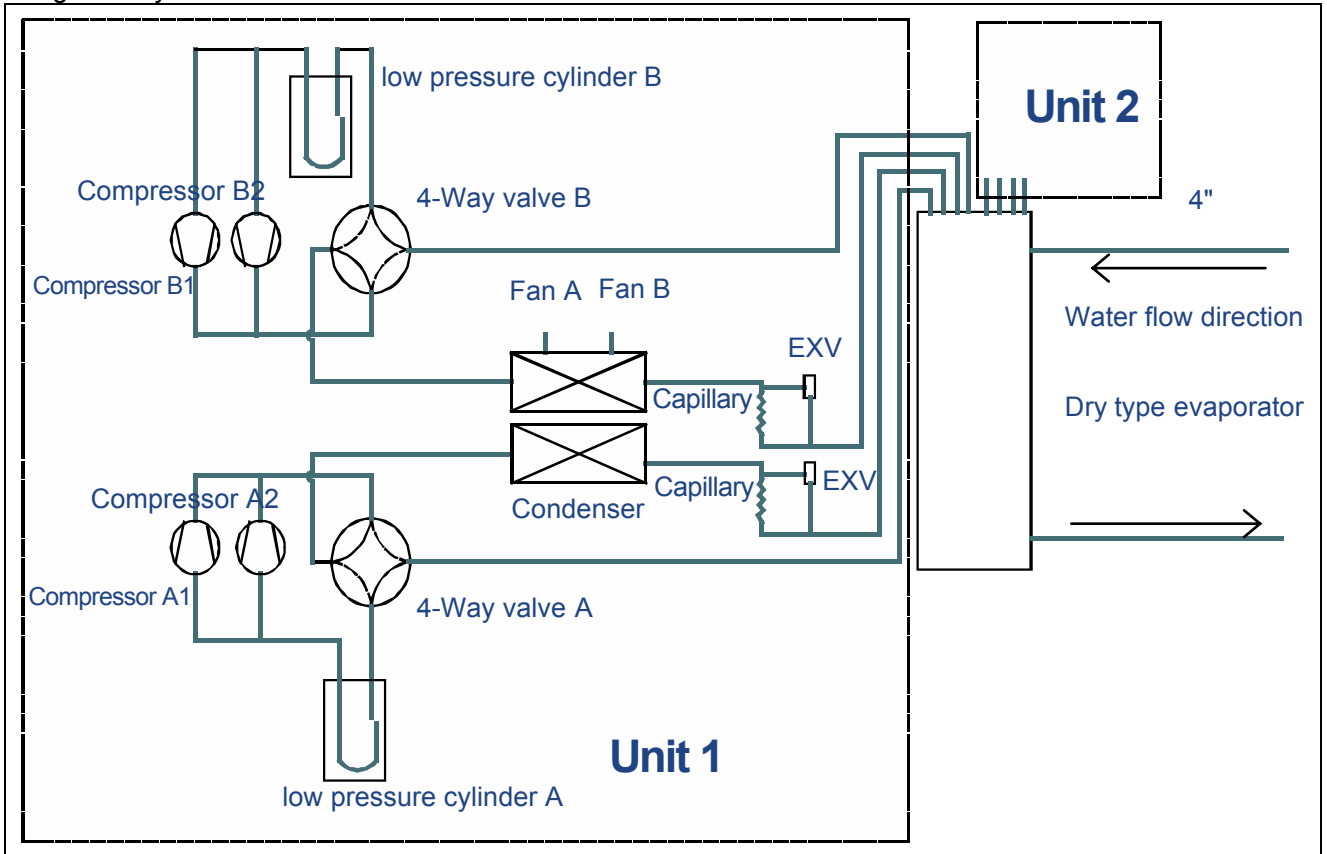 low pressure cylinder B
Unit 2
Compressor B2
4-Way valve B
4"
Compressor B1
Fan A Fan B
Water flow direction
EXV
Capillary
Dry type evaporator
Capillary
EXV
Compressor A2
Condenser
Compressor A1
4-Way valve A
Unit 1
low pressure cylinder A